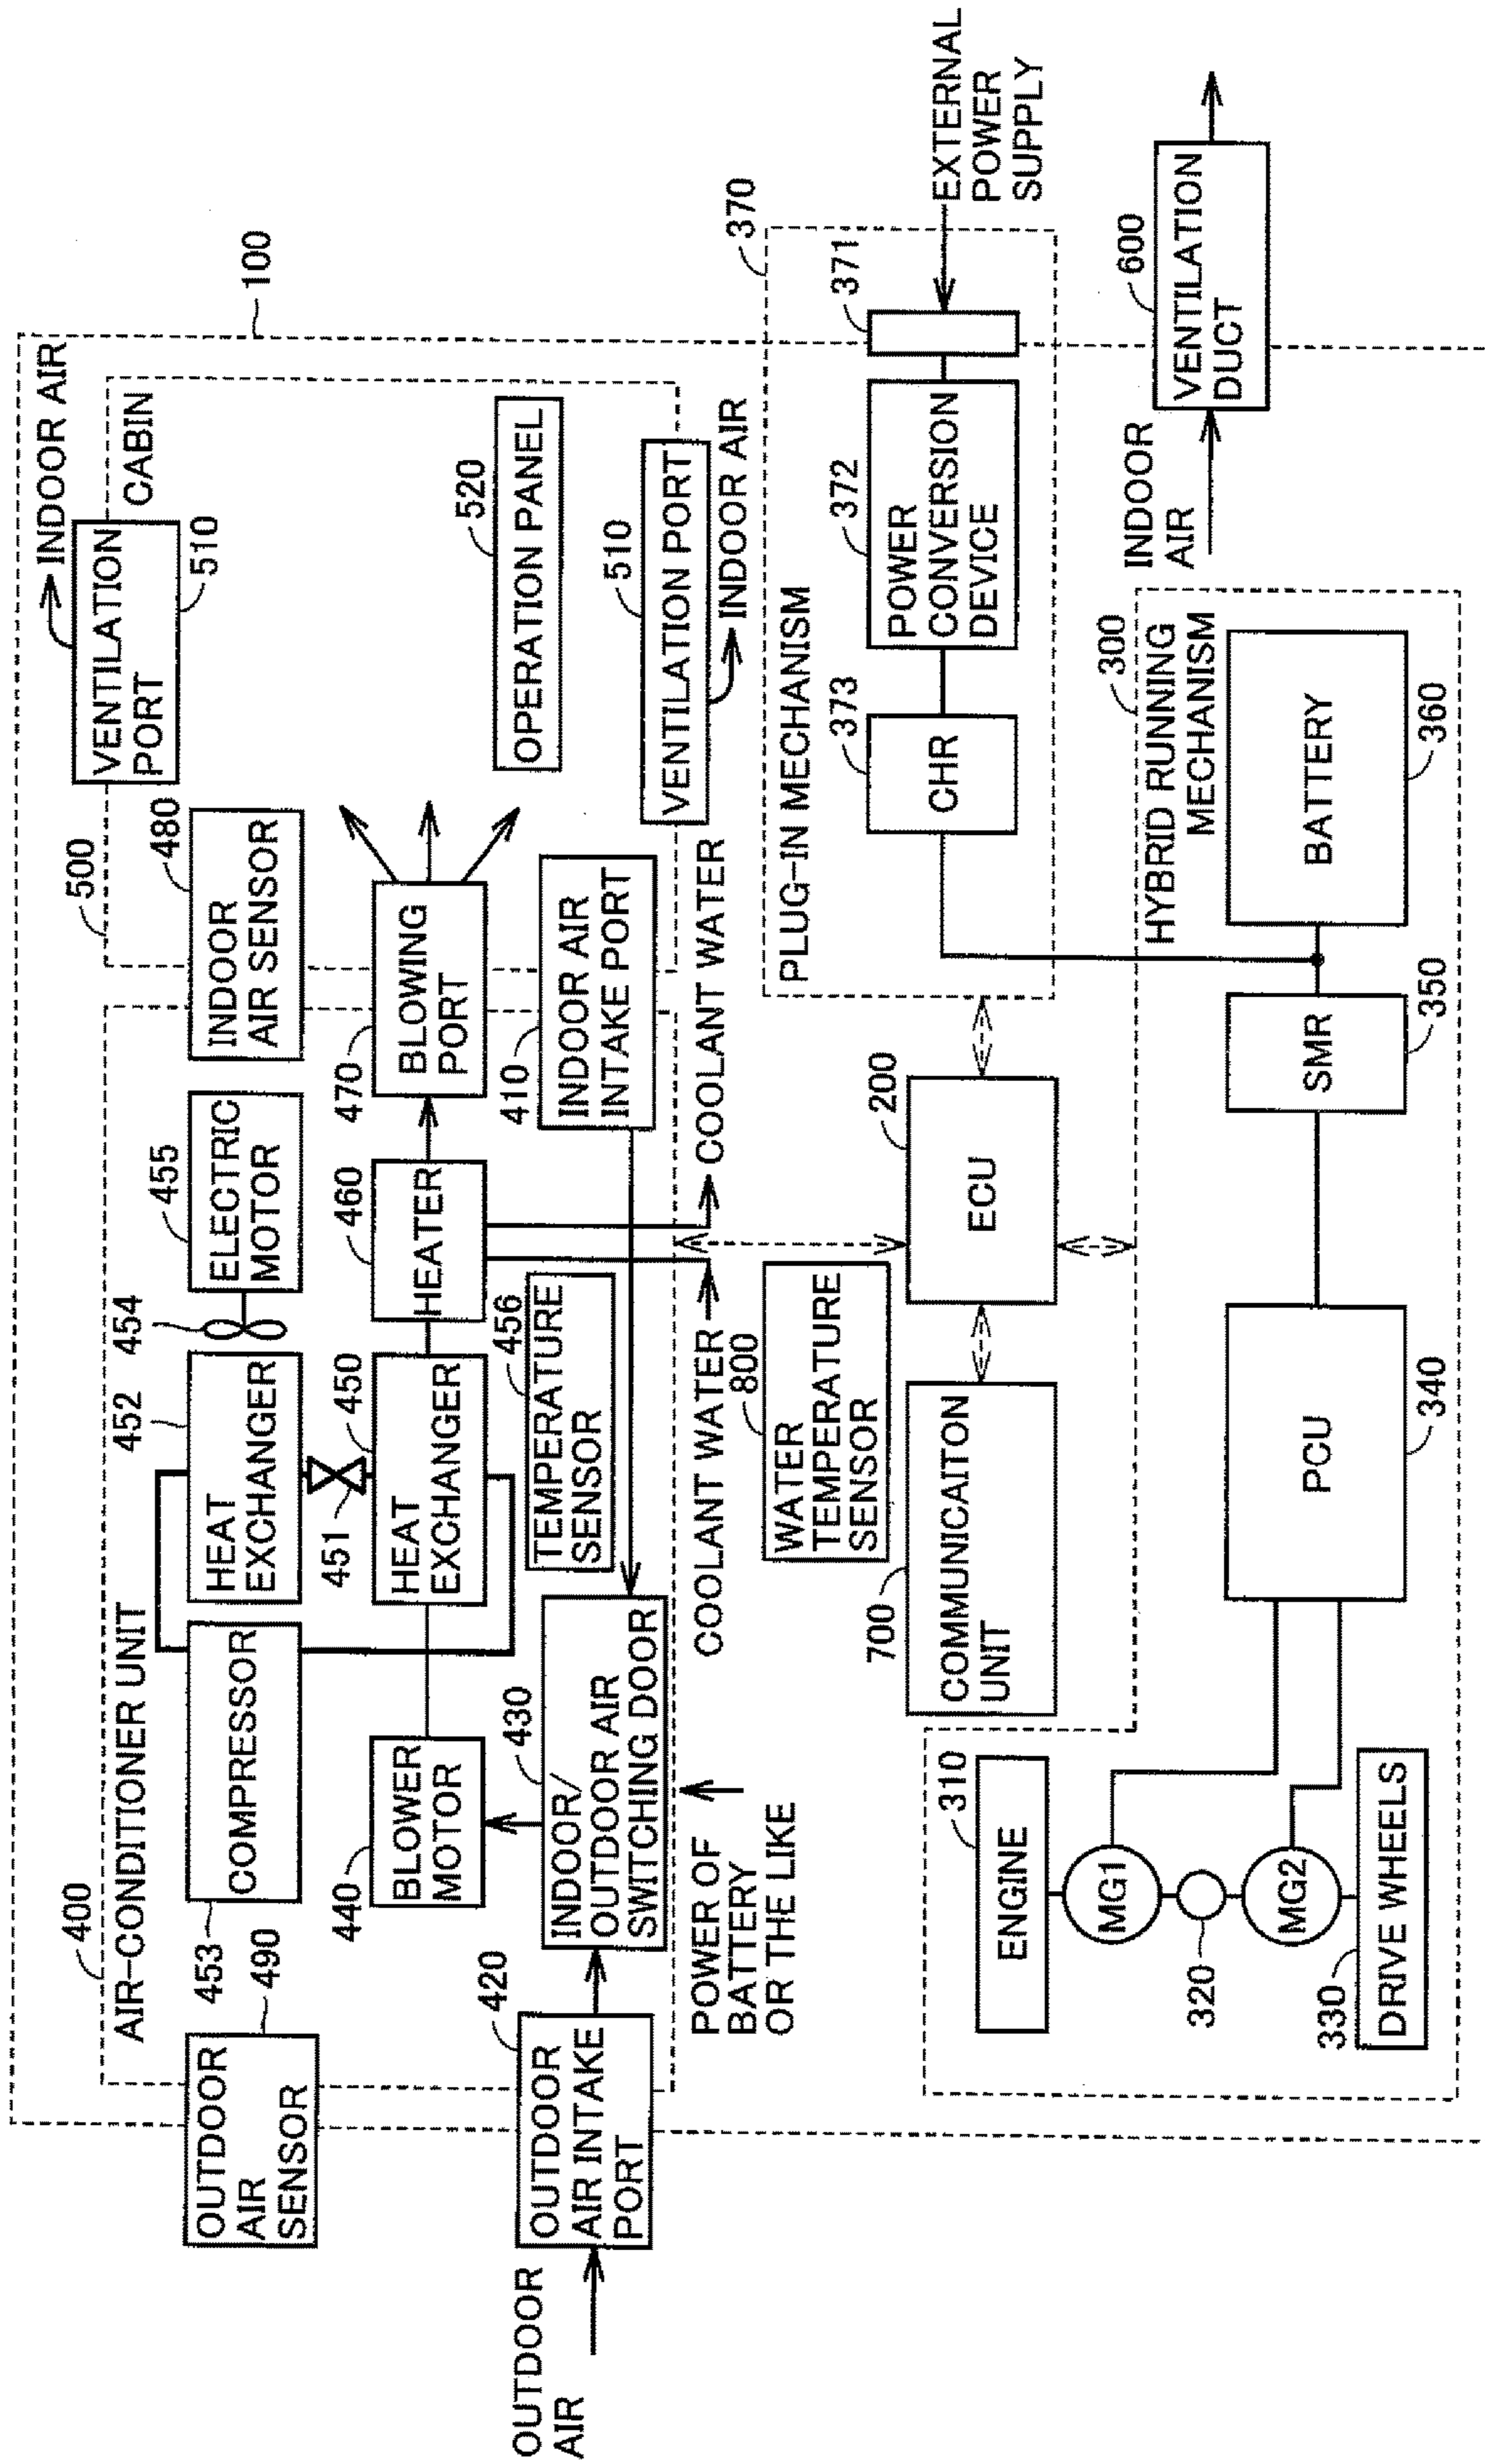 100
INDOOR AIR
CABIN
VENTILATION
PORT
510
500
480
INDOOR
AIR SENSOR
520
OPERATION PANEL
510
VENTILATION PORT
INDOOR AIR
470
BLOWING
PORT
410
INDOOR AIR
INTAKE PORT
455
ELECTRIC
MOTOR
454
460
HEATER
COOLANT WATER
452
HEAT
EXCHANGER
451
450
HEAT
EXCHANGER
456
TEMPERATURE
SENSOR
COOLANT WATER
400
AIR-CONDITIONER UNIT
COMPRESSOR
453
440
BLOWER
MOTOR
430
INDOOR/
OUTDOOR AIR
SWITCHING DOOR
490
OUTDOOR
AIR
SENSOR
420
OUTDOOR
AIR INTAKE
PORT
OUTDOOR
AIR
POWER OF
BATTERY
OR THE LIKE
370
PLUG-IN MECHANISM
371
EXTERNAL
POWER
SUPPLY
372
POWER
CONVERSION
DEVICE
373
CHR
600
VENTILATION
DUCT
INDOOR
AIR
200
ECU
800
WATER
TEMPERATURE
SENSOR
700
COMMUNICAITON
UNIT
300
HYBRID RUNNING
MECHANISM
BATTERY
360
SMR
350
PCU
340
310
ENGINE
MG1
320
MG2
330
DRIVE WHEELS